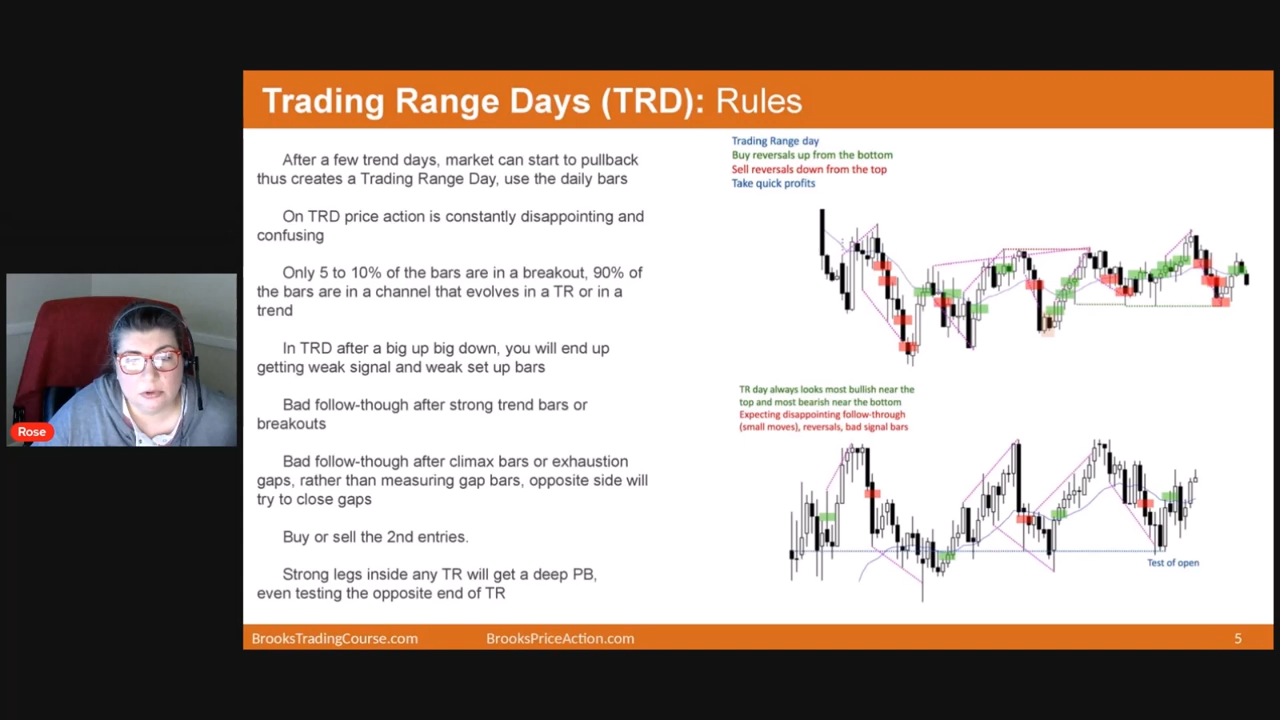 Trading Range Days (TRD): Rules
After a few trend days, market can start to pullback
thus creates a Trading Range Day, use the daily bars
On TRD price action is constantly disappointing and
confusing
Only 5 to 10% of the bars are in a breakout, 90% of
the bars are in a channel that evolves in a TR or in a
trend
In TRD after a big up big down, you will end up
getting weak signal and weak set up bars
Bad follow-though after strong trend bars or
breakouts
Bad follow-though after climax bars or exhaustion
gaps, rather than measuring gap bars, opposite side will
try to close gaps
Buy or sell the 2nd entries.
Strong legs inside any TR will get a deep PB,
even testing the opposite end of TR
Trading Range day
Buy reversals up from the bottom
Sell reversals down from the top
Take quick profits
TR day always looks most bullish near the
top and most bearish near the bottom
Expecting disappointing follow-through
(small moves), reversals, bad signal bars
Test of open
Rose
BrooksTradingCourse.com
BrooksPriceAction.com
5